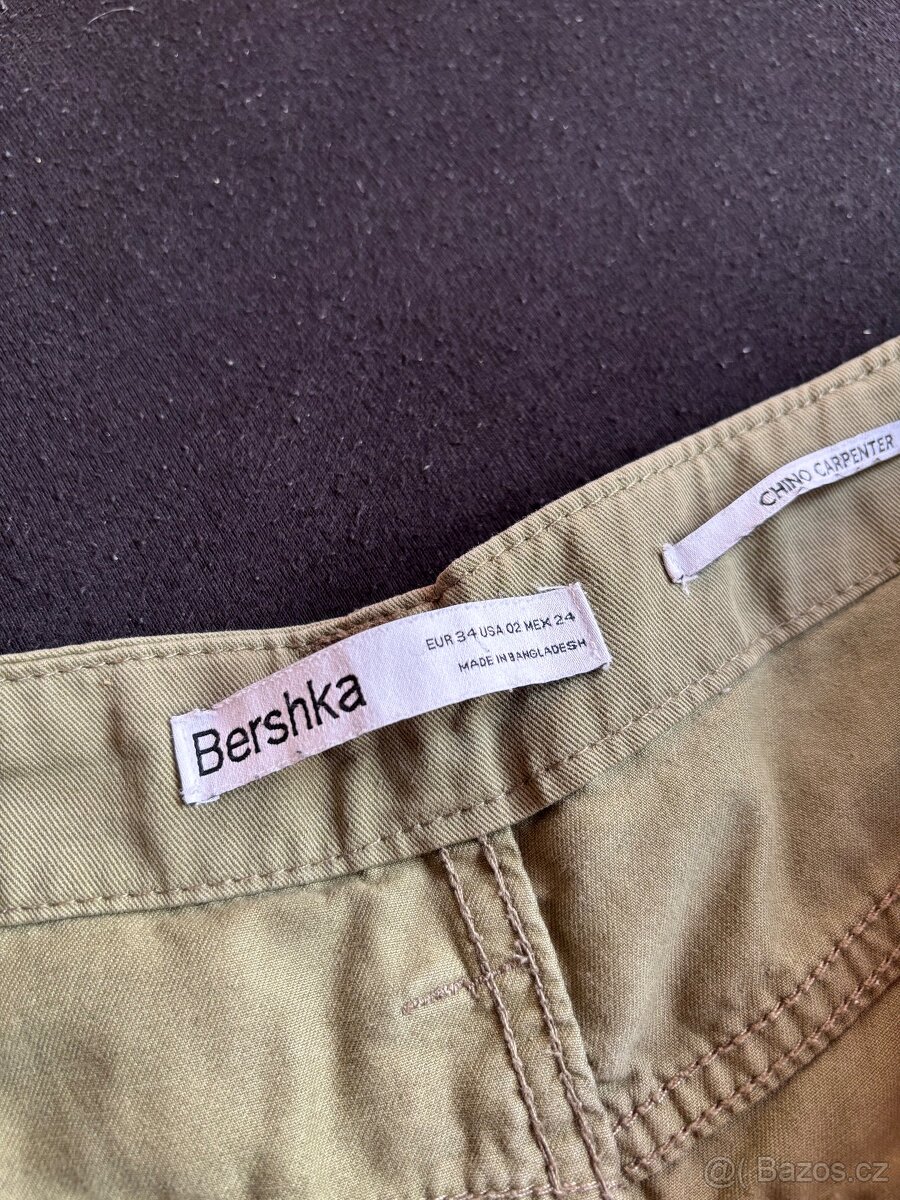 Bershka
EUR 34 USA 02 MEX 24
MADE IN BANGLADESH
CHINO CARPENTER
@( Bazos.cz